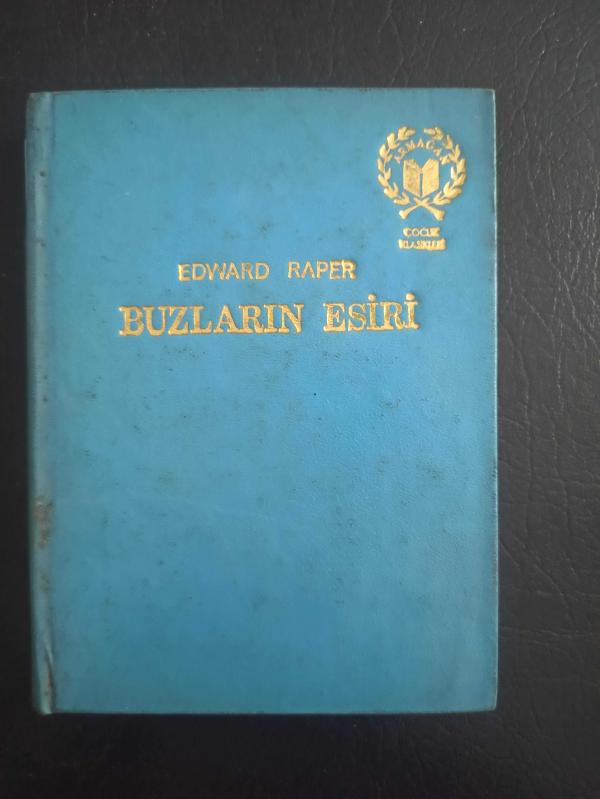 ARMAĞAN
ÇOCUK
KLASİKLERİ
EDWARD RAPER
BUZLARIN ESİRİ